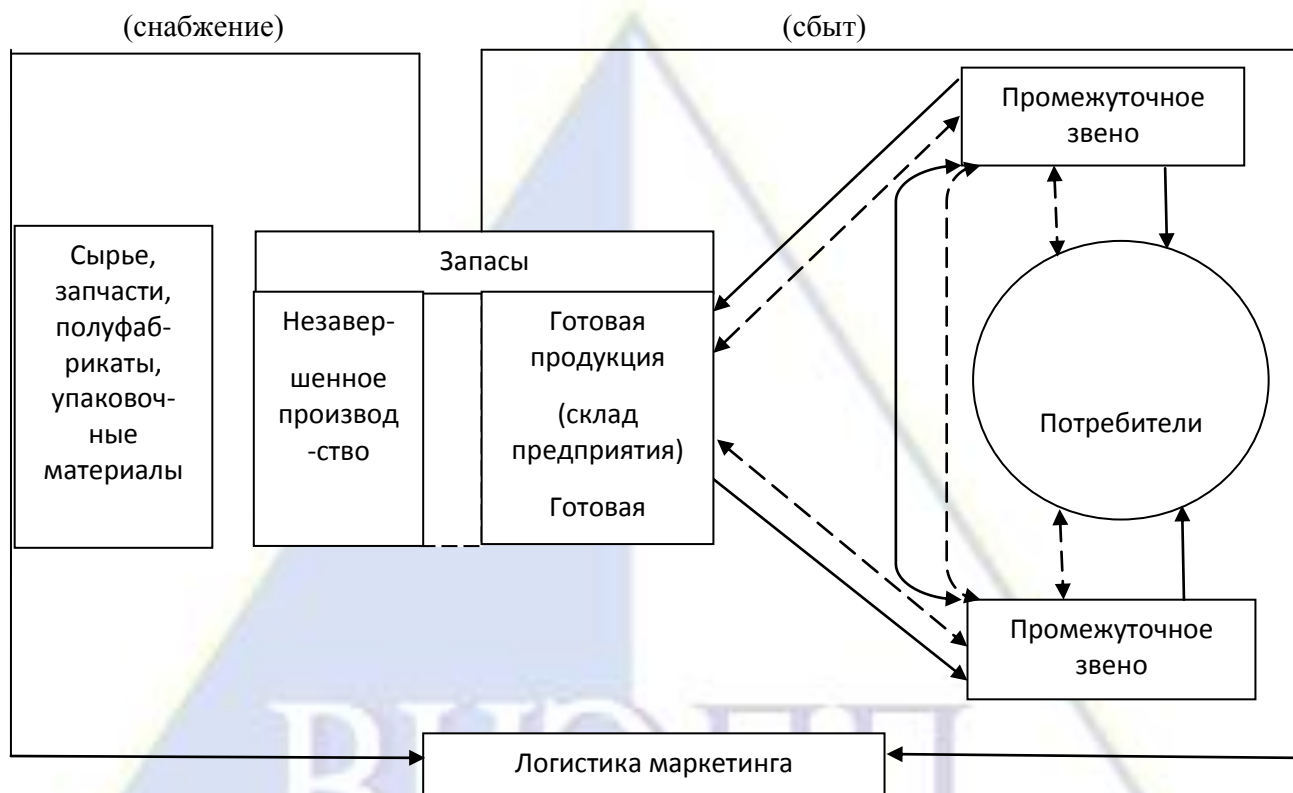 (снабжение)
(сбыт)
Промежуточное
звено
Сырье,
запчасти,
полуфаб-
рикаты,
упаковоч-
ные
материалы
Запасы
Незавер-
шенное
производ
-ство
Готовая
продукция
(склад
предприятия)
Готовая
Потребители
Промежуточное
звено
Логистика маркетинга